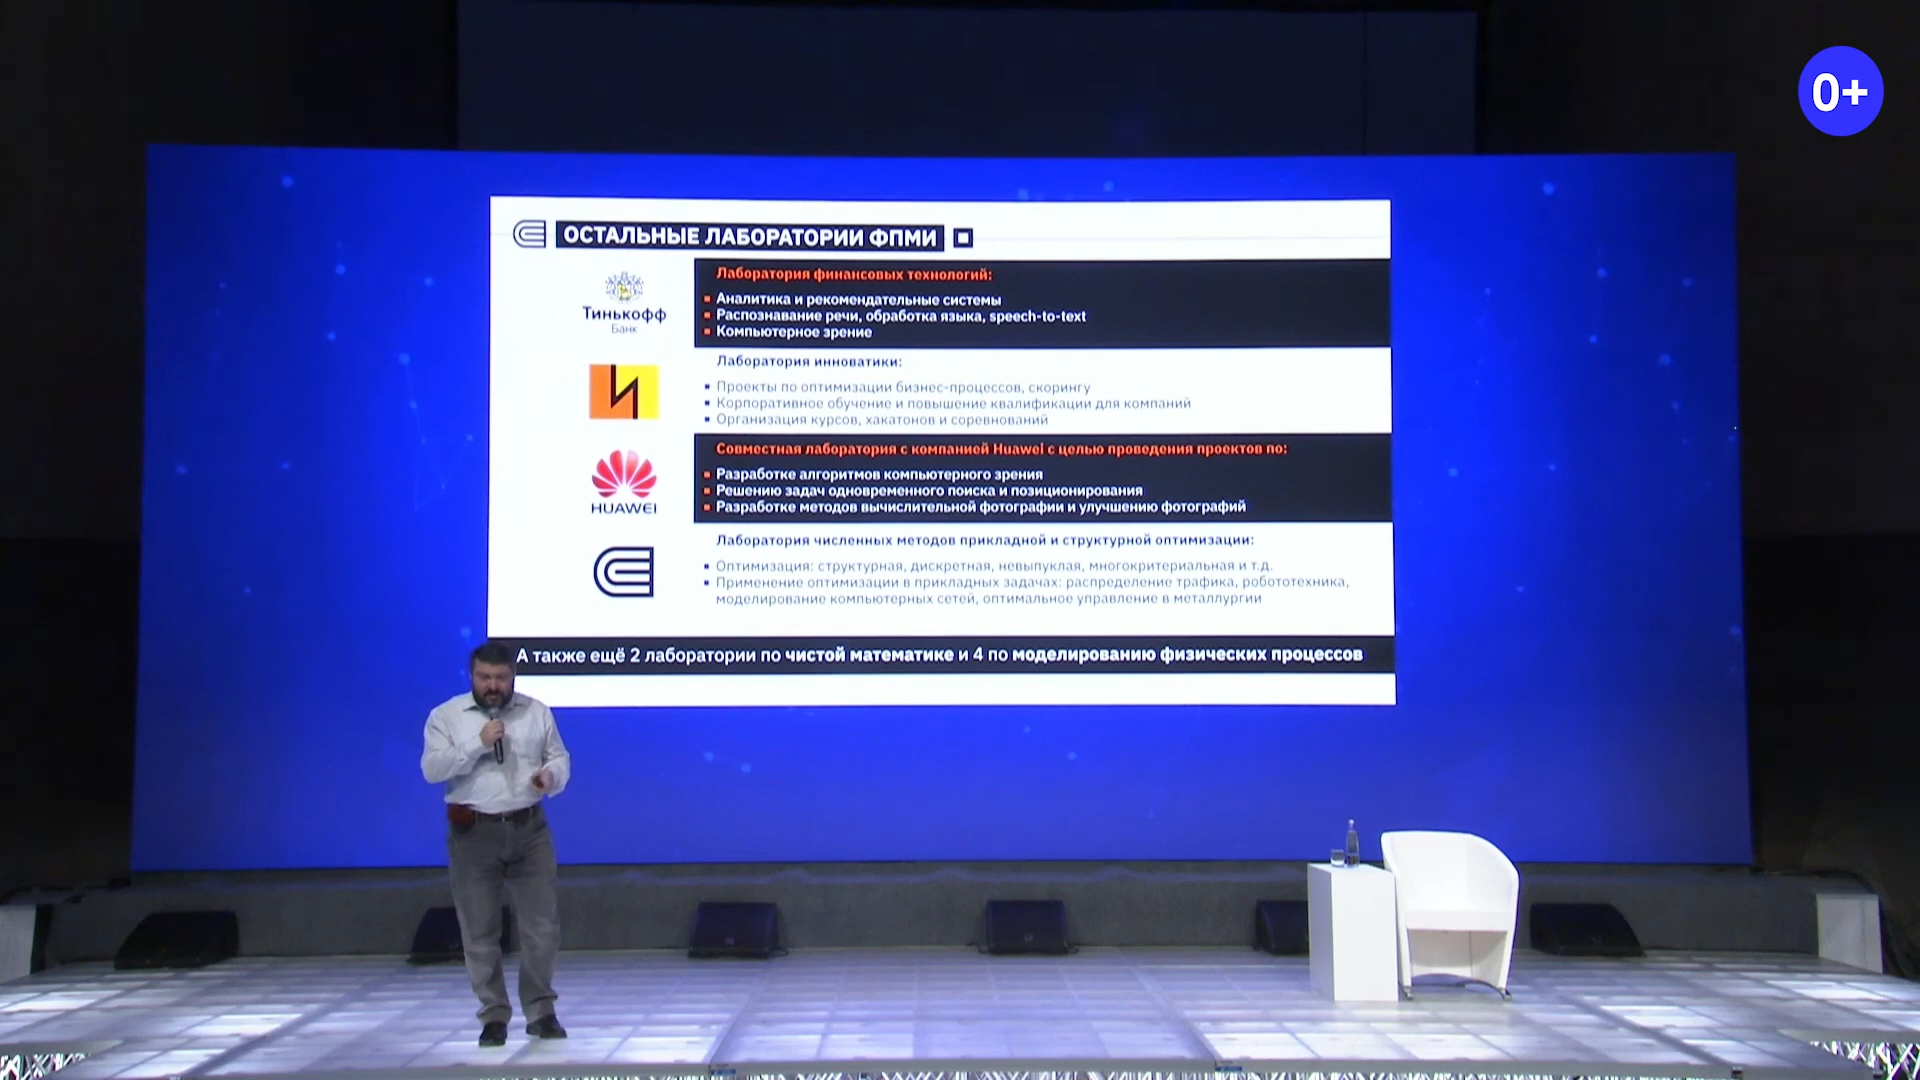 0+
ОСТАЛЬНЫЕ ЛАБОРАТОРИИ ФПМИ
Тинькофф
Банк
Лаборатория финансовых технологий:
Аналитика и рекомендательные системы
Распознавание речи, обработка языка, speech-to-text
Компьютерное зрение
И
Лаборатория инноватики:
Проекты по оптимизации бизнес-процессов, скорингу
Корпоративное обучение и повышение квалификации для компаний
Организация курсов, хакатонов и соревнований
HUAWEI
Совместная лаборатория с компанией Huawei с целью проведения проектов по:
Разработке алгоритмов компьютерного зрения
Решению задач одновременного поиска и позиционирования
Разработке методов вычислительной фотографии и улучшению фотографий
Лаборатория численных методов прикладной и структурной оптимизации:
Оптимизация: структурная, дискретная, невыпуклая, многокритериальная и т.д.
Применение оптимизации в прикладных задачах: распределение трафика, робототехника,
моделирование компьютерных сетей, оптимальное управление в металлургии
А также ещё 2 лаборатории по чистой математике и 4 по моделированию физических процессов